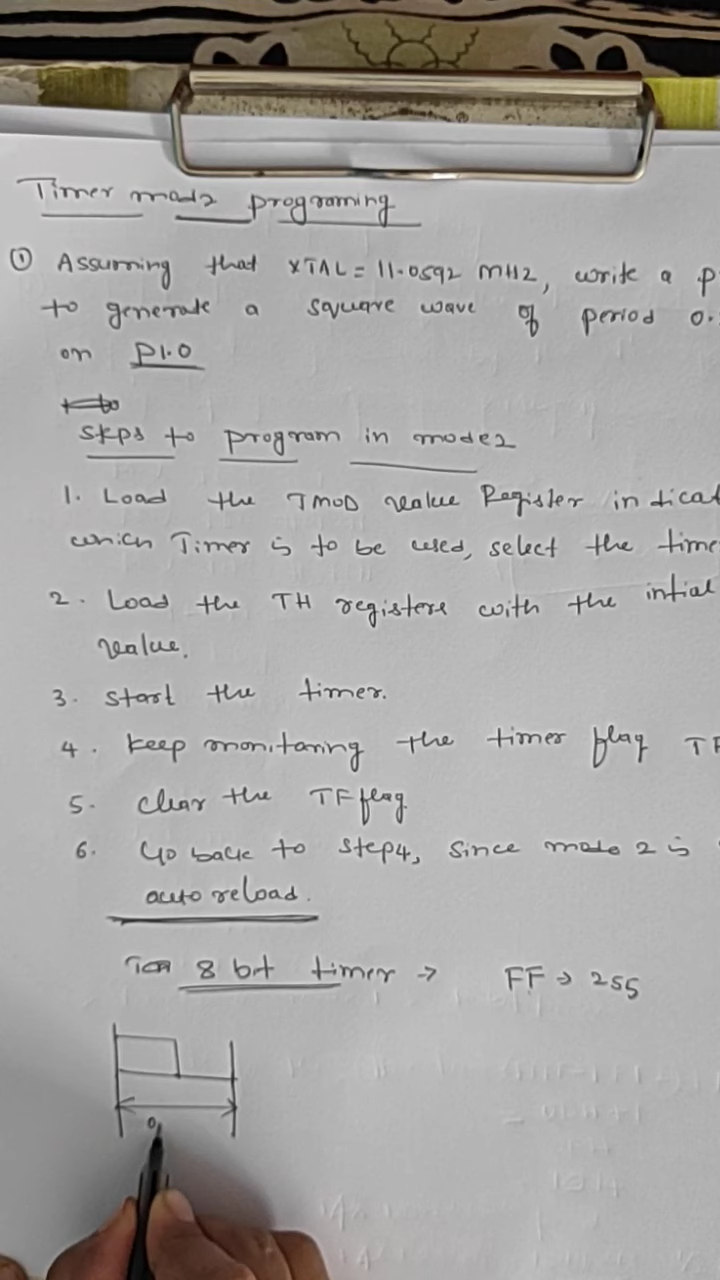 Timer mod2 programing
① Assuming that XTAL = 11.0592 MHZ, write a p
to generate a square wave of period 0.
on P1.0
steps to program in mode2
1. Load the TMOD value Register indicat
which Timer is to be used, select the time
2. Load the TH registers with the intial
value.
3. start the timer.
4. keep monitoring the timer flag TF
5. clear the TF flag
6. Go back to step4, since mode 2 is
auto reload.
8 bit timer → FF → 255
0